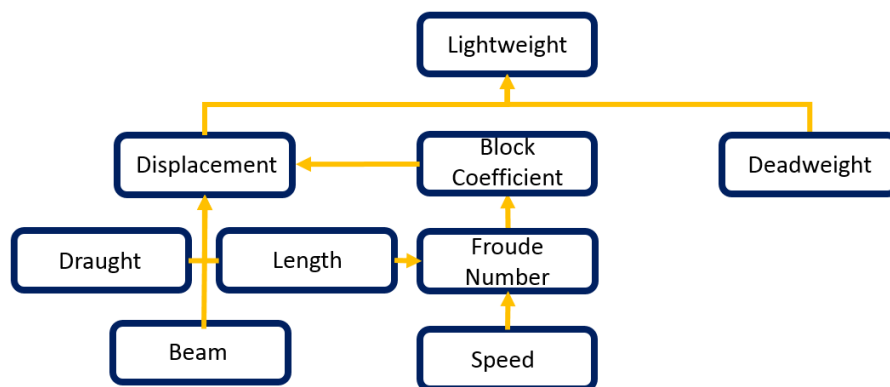 Lightweight
Displacement
Block
Coefficient
Deadweight
Draught
Length
Froude
Number
Beam
Speed